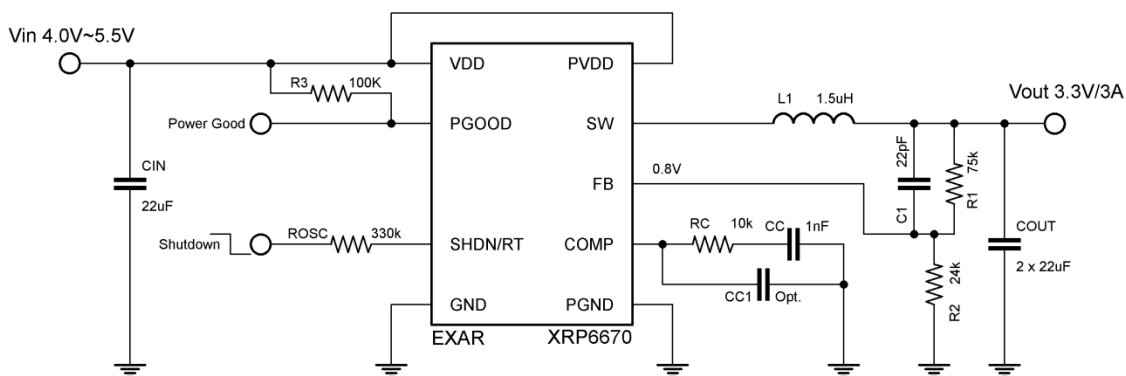 Vin 4.0V~5.5V
VDD
PVDD
R3
100K
L1
1.5uH
Vout 3.3V/3A
Power Good
PGOOD
SW
22pF
75k
CIN
0.8V
FB
C1
R1
22uF
Shutdown
ROSC
330k
SHDN/RT
COMP
RC
10k
CC
1nF
COUT
2 x 22uF
24k
R2
CC1
Opt.
GND
PGND
EXAR
XRP6670